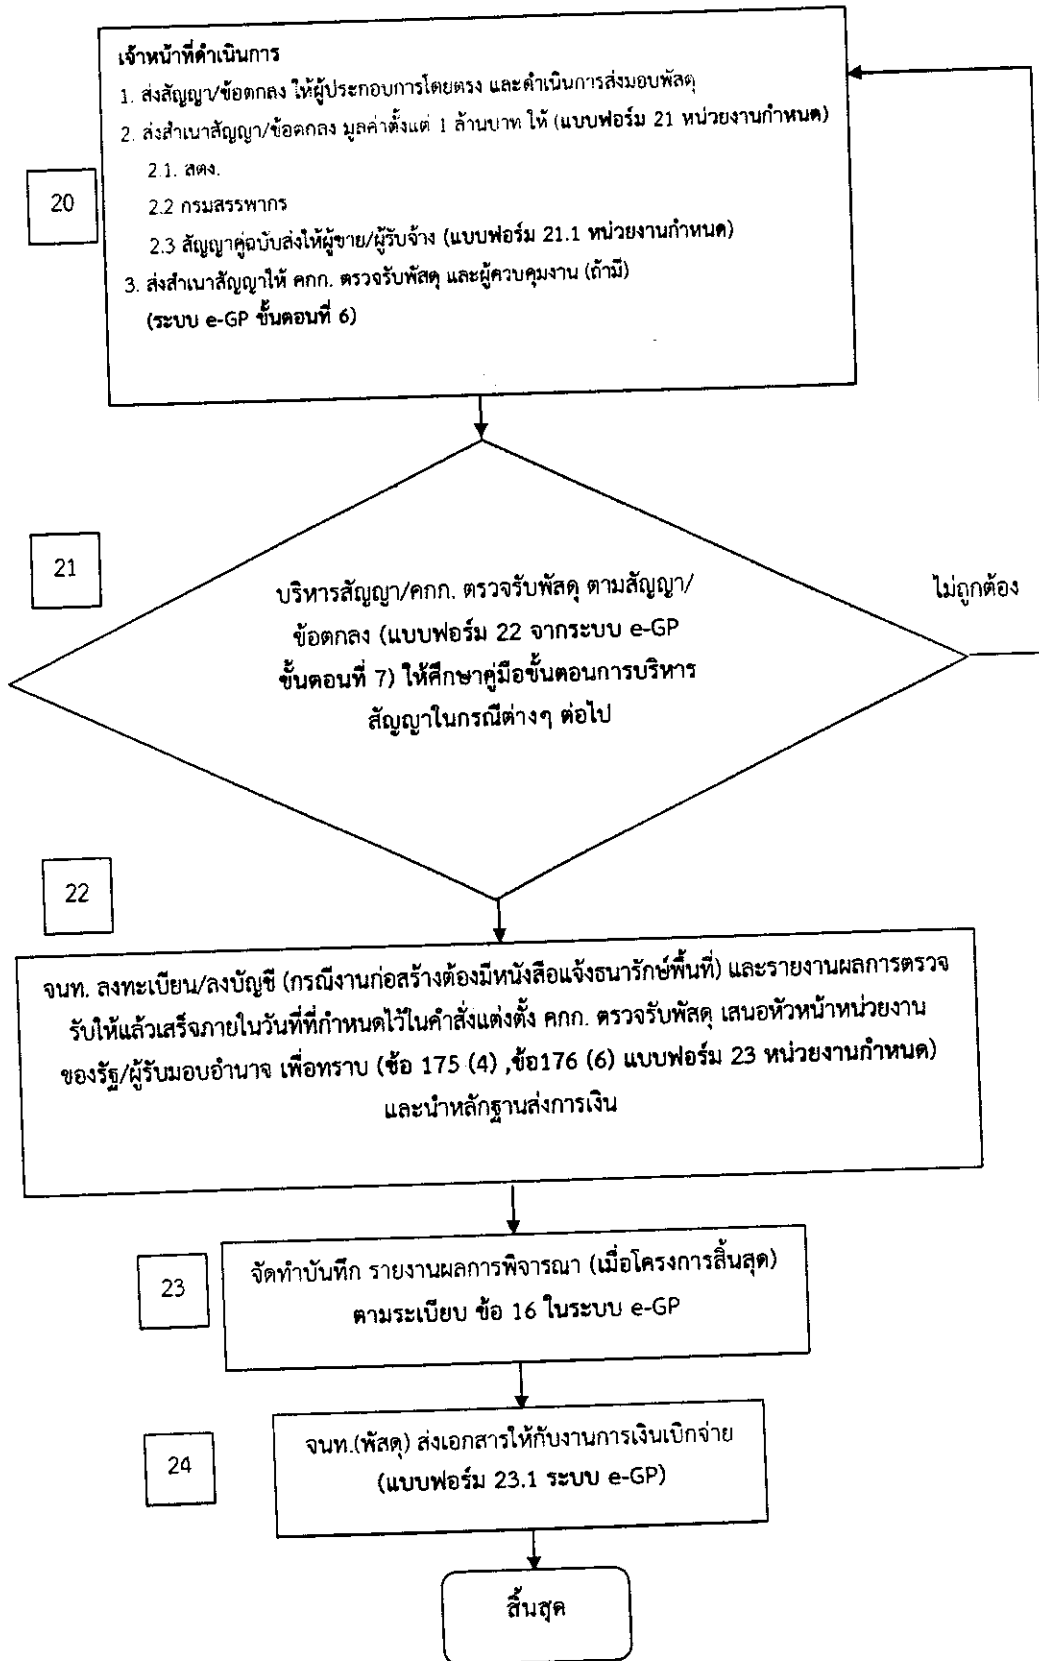 เจ้าหน้าที่ดำเนินการ
1. ส่งสัญญา/ข้อตกลง ให้ผู้ประกอบการโดยตรง และดำเนินการส่งมอบพัสดุ
2. ส่งสำเนาสัญญา/ข้อตกลง มูลค่าตั้งแต่ 1 ล้านบาท ให้ (แบบฟอร์ม 21 หน่วยงานกำหนด)
2.1. สตง.
2.2 กรมสรรพากร
2.3 สัญญาคู่ฉบับส่งให้ผู้ขาย/ผู้รับจ้าง (แบบฟอร์ม 21.1 หน่วยงานกำหนด)
3. ส่งสำเนาสัญญาให้ คกก. ตรวจรับพัสดุ และผู้ควบคุมงาน (ถ้ามี)
(ระบบ e-GP ขั้นตอนที่ 6)
20
21
บริหารสัญญา/คกก. ตรวจรับพัสดุ ตามสัญญา/
ข้อตกลง (แบบฟอร์ม 22 จากระบบ e-GP
ขั้นตอนที่ 7) ให้ศึกษาคู่มือขั้นตอนการบริหาร
สัญญาในกรณีต่างๆ ต่อไป
ไม่ถูกต้อง
22
จนท. ลงทะเบียน/ลงบัญชี (กรณีงานก่อสร้างต้องมีหนังสือแจ้งธนารักษ์พื้นที่) และรายงานผลการตรวจ
รับให้แล้วเสร็จภายในวันที่ที่กำหนดไว้ในคำสั่งแต่งตั้ง คกก. ตรวจรับพัสดุ เสนอหัวหน้าหน่วยงาน
ของรัฐ/ผู้รับมอบอำนาจ เพื่อทราบ (ข้อ 175 (4) ,ข้อ176 (6) แบบฟอร์ม 23 หน่วยงานกำหนด)
และนำหลักฐานส่งการเงิน
23
จัดทำบันทึก รายงานผลการพิจารณา (เมื่อโครงการสิ้นสุด)
ตามระเบียบ ข้อ 16 ในระบบ e-GP
24
จนท.(พัสดุ) ส่งเอกสารให้กับงานการเงินเบิกจ่าย
(แบบฟอร์ม 23.1 ระบบ e-GP)
สิ้นสุด